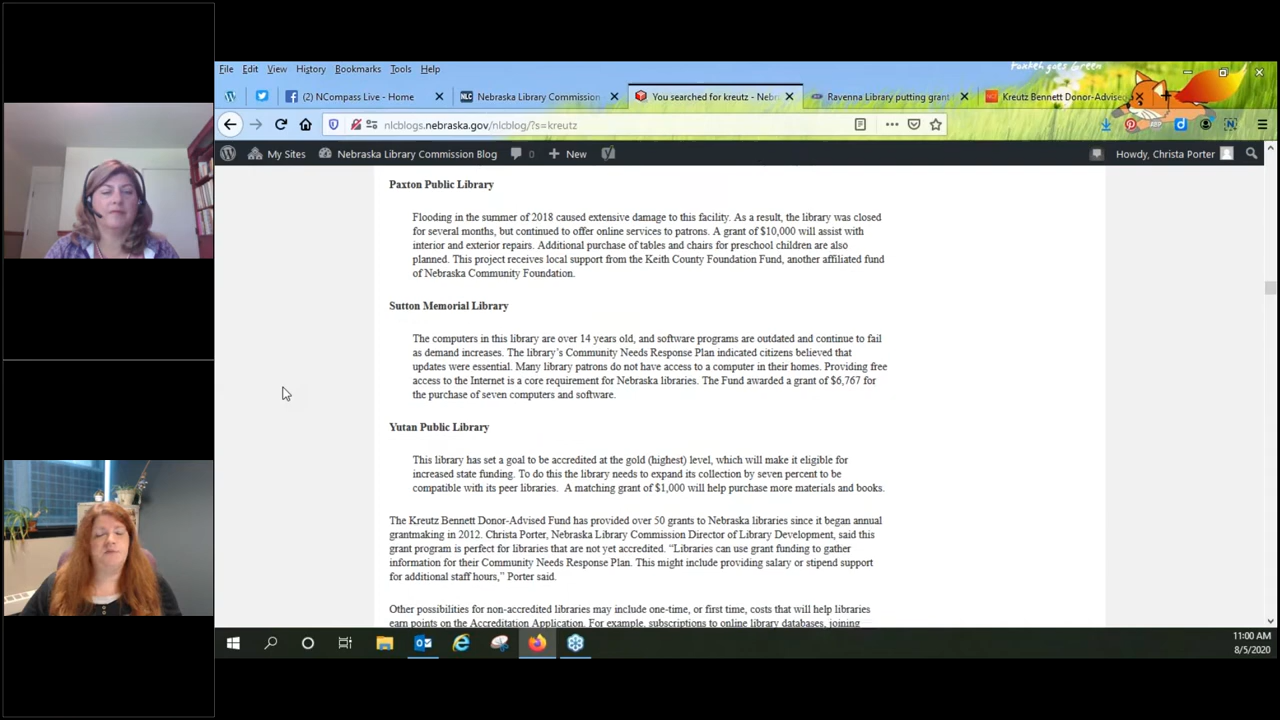 Panken goes Green
File Edit View History Bookmarks Tools Help
(2) NCompass Live - Home
Nebraska Library Commission
You searched for kreutz - Neb
Ravenna Library putting grant
Kreutz Bennett Donor-Advised
nlcblogs.nebraska.gov/nlcblog/?s=kreutz
My Sites Nebraska Library Commission Blog 0 New Howdy, Christa Porter
Paxton Public Library
Flooding in the summer of 2018 caused extensive damage to this facility. As a result, the library was closed
for several months, but continued to offer online services to patrons. A grant of $10,000 will assist with
interior and exterior repairs. Additional purchase of tables and chairs for preschool children are also
planned. This project receives local support from the Keith County Foundation Fund, another affiliated fund
of Nebraska Community Foundation.
Sutton Memorial Library
The computers in this library are over 14 years old, and software programs are outdated and continue to fail
as demand increases. The library’s Community Needs Response Plan indicated citizens believed that
updates were essential. Many library patrons do not have access to a computer in their homes. Providing free
access to the Internet is a core requirement for Nebraska libraries. The Fund awarded a grant of $6,767 for
the purchase of seven computers and software.
Yutan Public Library
This library has set a goal to be accredited at the gold (highest) level, which will make it eligible for
increased state funding. To do this the library needs to expand its collection by seven percent to be
compatible with its peer libraries. A matching grant of $1,000 will help purchase more materials and books.
The Kreutz Bennett Donor-Advised Fund has provided over 50 grants to Nebraska libraries since it began annual
grantmaking in 2012. Christa Porter, Nebraska Library Commission Director of Library Development, said this
grant program is perfect for libraries that are not yet accredited. “Libraries can use grant funding to gather
information for their Community Needs Response Plan. This might include providing salary or stipend support
for additional staff hours,” Porter said.
Other possibilities for non-accredited libraries may include one-time, or first time, costs that will help libraries
earn points on the Accreditation Application. For example, subscriptions to online library databases, joining
11:00 AM
8/5/2020